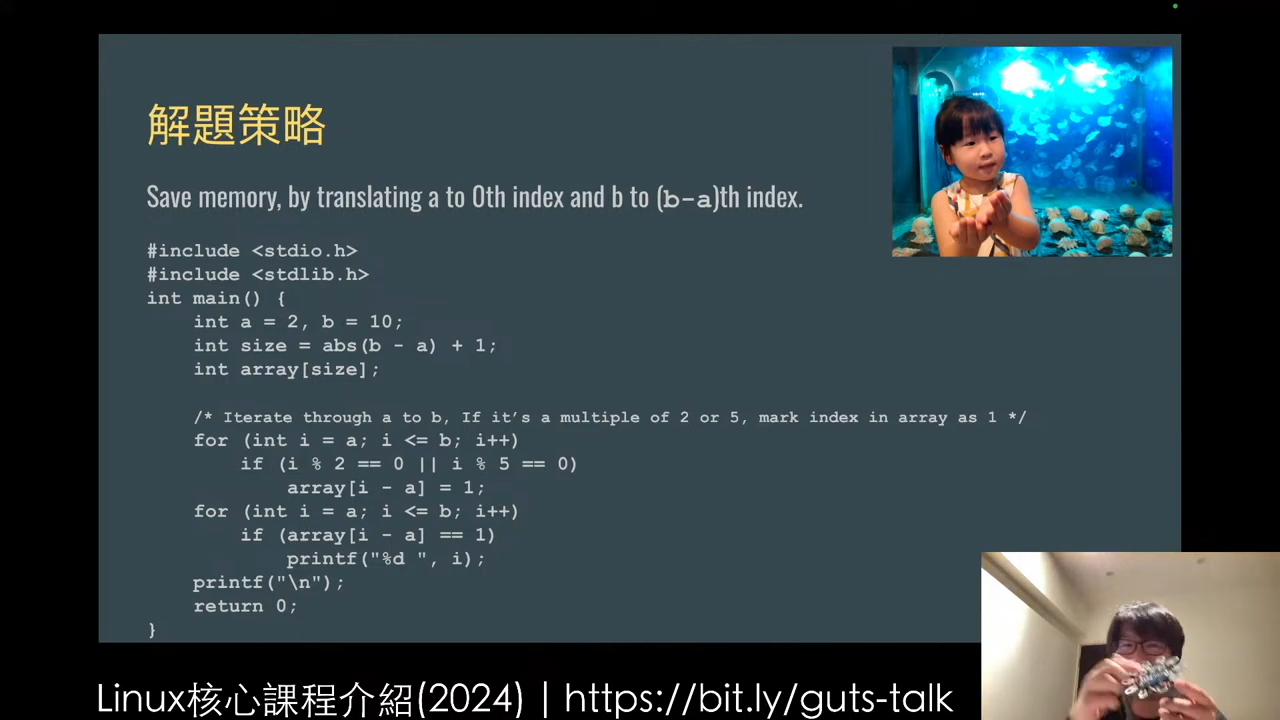 解題策略
Save memory, by translating a to 0th index and b to (b-a)th index.
#include <stdio.h>
#include <stdlib.h>
int main() {
    int a = 2, b = 10;
    int size = abs(b - a) + 1;
    int array[size];
    /* Iterate through a to b, If it’s a multiple of 2 or 5, mark index in array as 1 */
    for (int i = a; i <= b; i++)
        if (i % 2 == 0 || i % 5 == 0)
            array[i - a] = 1;
    for (int i = a; i <= b; i++)
        if (array[i - a] == 1)
            printf("%d ", i);
    printf("\n");
    return 0;
}
Linux核心課程介紹(2024) | https://bit.ly/guts-talk